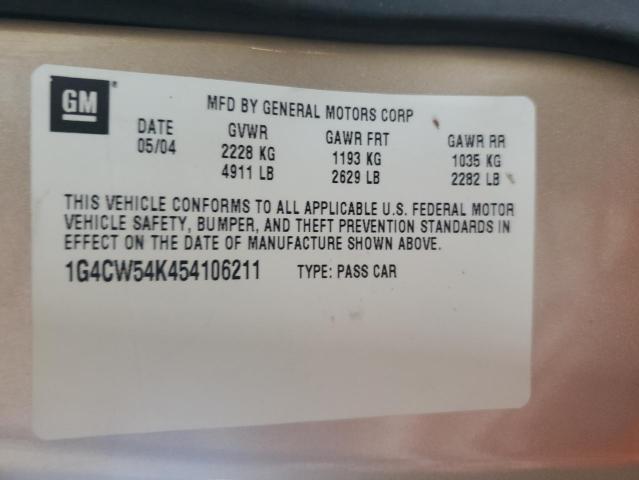 GM®
MFD BY GENERAL MOTORS CORP
DATE GVWR GAWR FRT GAWR RR
05/04 2228 KG 1193 KG 1035 KG
4911 LB 2629 LB 2282 LB
THIS VEHICLE CONFORMS TO ALL APPLICABLE U.S. FEDERAL MOTOR
VEHICLE SAFETY, BUMPER, AND THEFT PREVENTION STANDARDS IN
EFFECT ON THE DATE OF MANUFACTURE SHOWN ABOVE.
1G4CW54K454106211 TYPE: PASS CAR